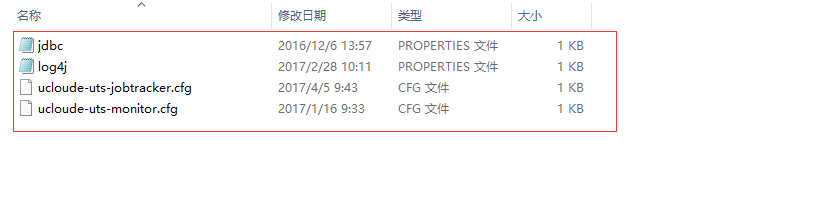 名称 修改日期 类型 大小
jdbc 2016/12/6 13:57 PROPERTIES 文件 1 KB
log4j 2017/2/28 10:11 PROPERTIES 文件 1 KB
ucloude-uts-jobtracker.cfg 2017/4/5 9:43 CFG 文件 1 KB
ucloude-uts-monitor.cfg 2017/1/16 9:33 CFG 文件 1 KB